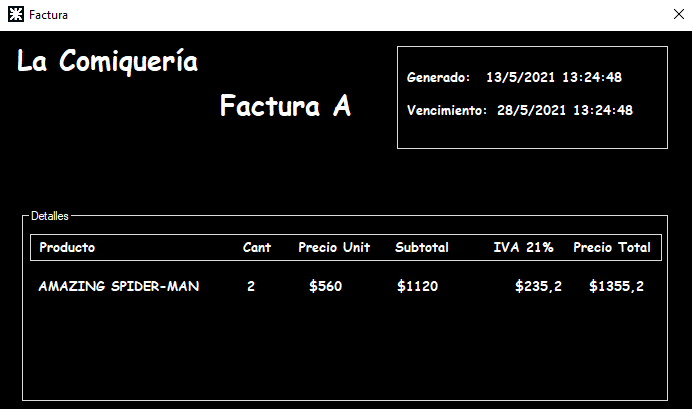 Factura
La Comiquería
Factura A
Generado: 13/5/2021 13:24:48
Vencimiento: 28/5/2021 13:24:48
Detalles
Producto Cant Precio Unit Subtotal IVA 21% Precio Total
AMAZING SPIDER-MAN 2 $560 $1120 $235,2 $1355,2